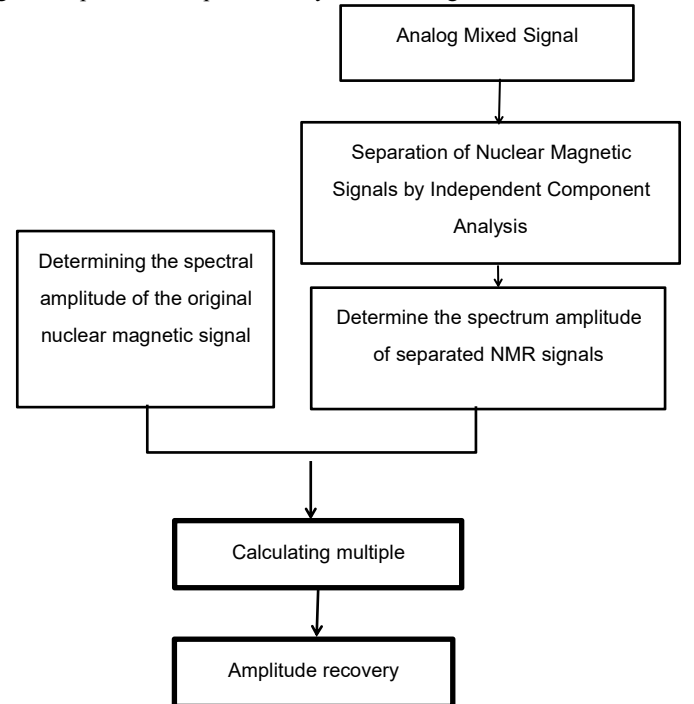 Analog Mixed Signal
Separation of Nuclear Magnetic
Signals by Independent Component
Analysis
Determining the spectral
amplitude of the original
nuclear magnetic signal
Determine the spectrum amplitude
of separated NMR signals
Calculating multiple
Amplitude recovery